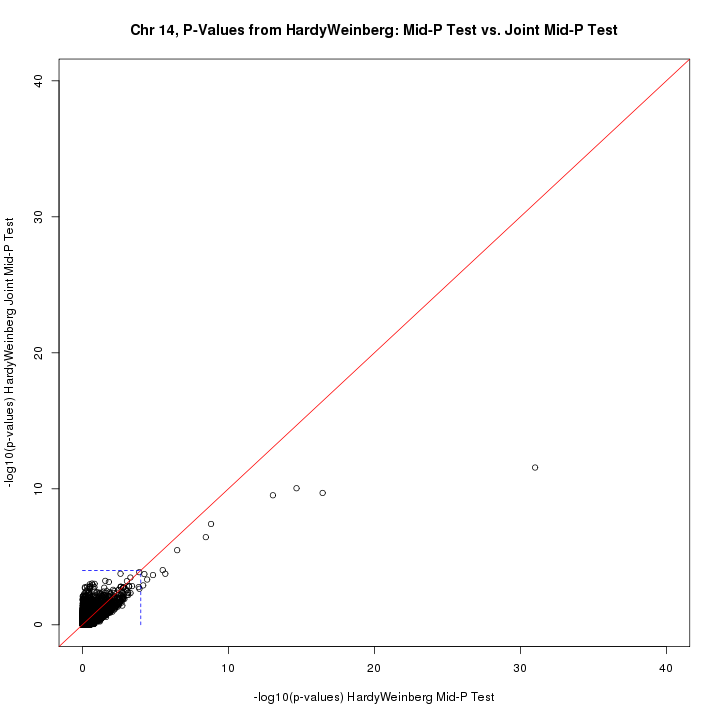 Chr 14, P-Values from HardyWeinberg: Mid-P Test vs. Joint Mid-P Test
-log10(p-values) HardyWeinberg Joint Mid-P Test
40
30
20
10
0
0 10 20 30 40
-log10(p-values) HardyWeinberg Mid-P Test